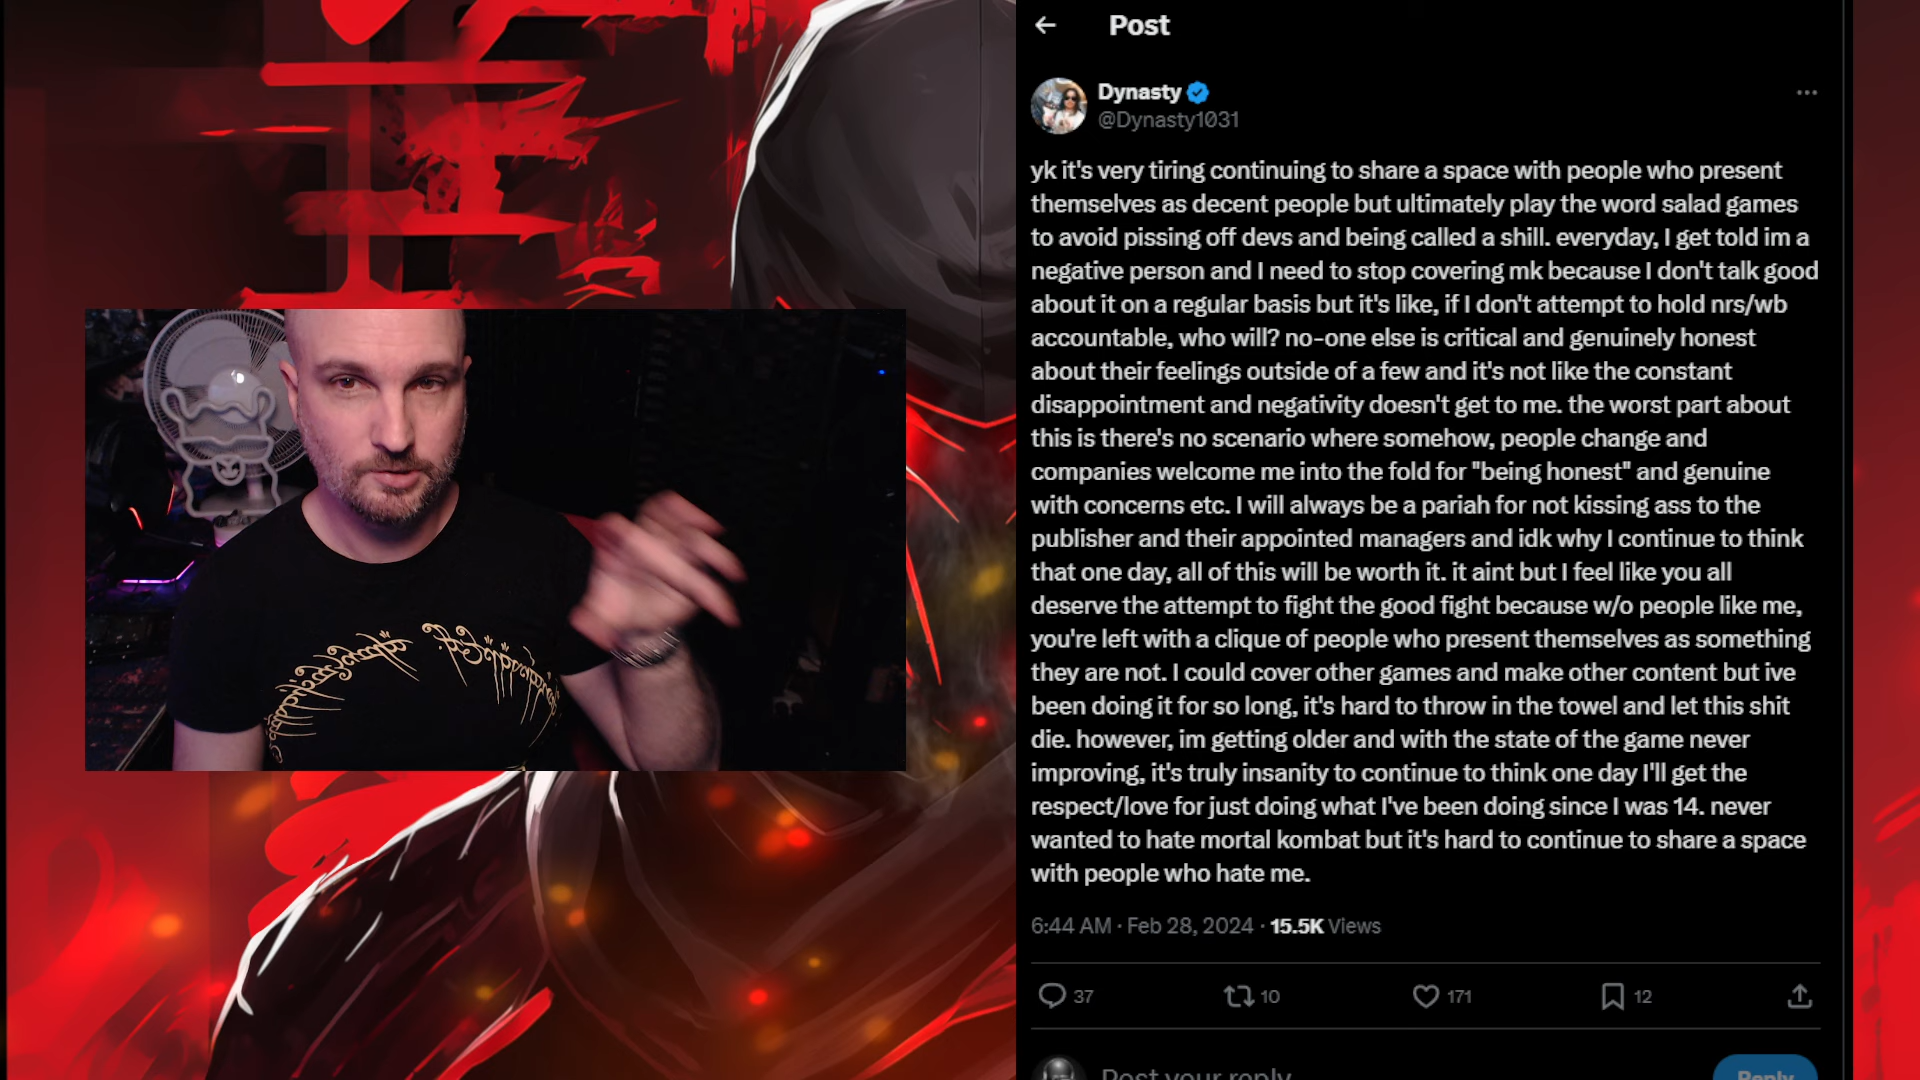 Post
Dynasty
@Dynasty1031
yk it's very tiring continuing to share a space with people who present
themselves as decent people but ultimately play the word salad games
to avoid pissing off devs and being called a shill. everyday, I get told im a
negative person and I need to stop covering mk because I don't talk good
about it on a regular basis but it's like, if I don't attempt to hold nrs/wb
accountable, who will? no-one else is critical and genuinely honest
about their feelings outside of a few and it's not like the constant
disappointment and negativity doesn't get to me. the worst part about
this is there's no scenario where somehow, people change and
companies welcome me into the fold for "being honest" and genuine
with concerns etc. I will always be a pariah for not kissing ass to the
publisher and their appointed managers and idk why I continue to think
that one day, all of this will be worth it. it aint but I feel like you all
deserve the attempt to fight the good fight because w/o people like me,
you're left with a clique of people who present themselves as something
they are not. I could cover other games and make other content but ive
been doing it for so long, it's hard to throw in the towel and let this shit
die. however, im getting older and with the state of the game never
improving, it's truly insanity to continue to think one day I'll get the
respect/love for just doing what I've been doing since I was 14. never
wanted to hate mortal kombat but it's hard to continue to share a space
with people who hate me.
6:44 AM · Feb 28, 2024 · 15.5K Views
37 10 171 12
Post your reply
Reply